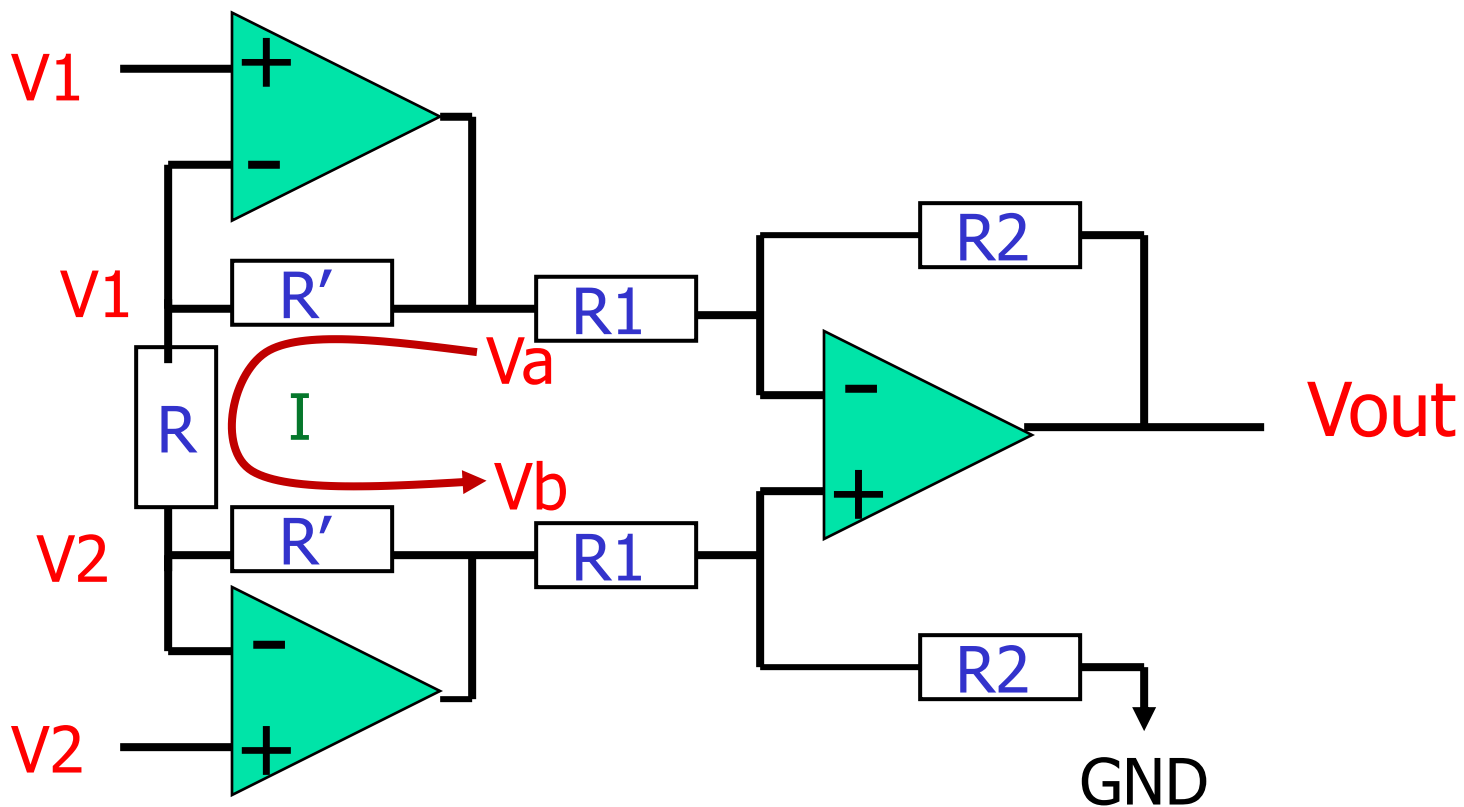 V1
+
-
V1
R'
R1
R2
Va
I
R
Vb
-
+
Vout
V2
R'
R1
-
R2
V2
+
GND